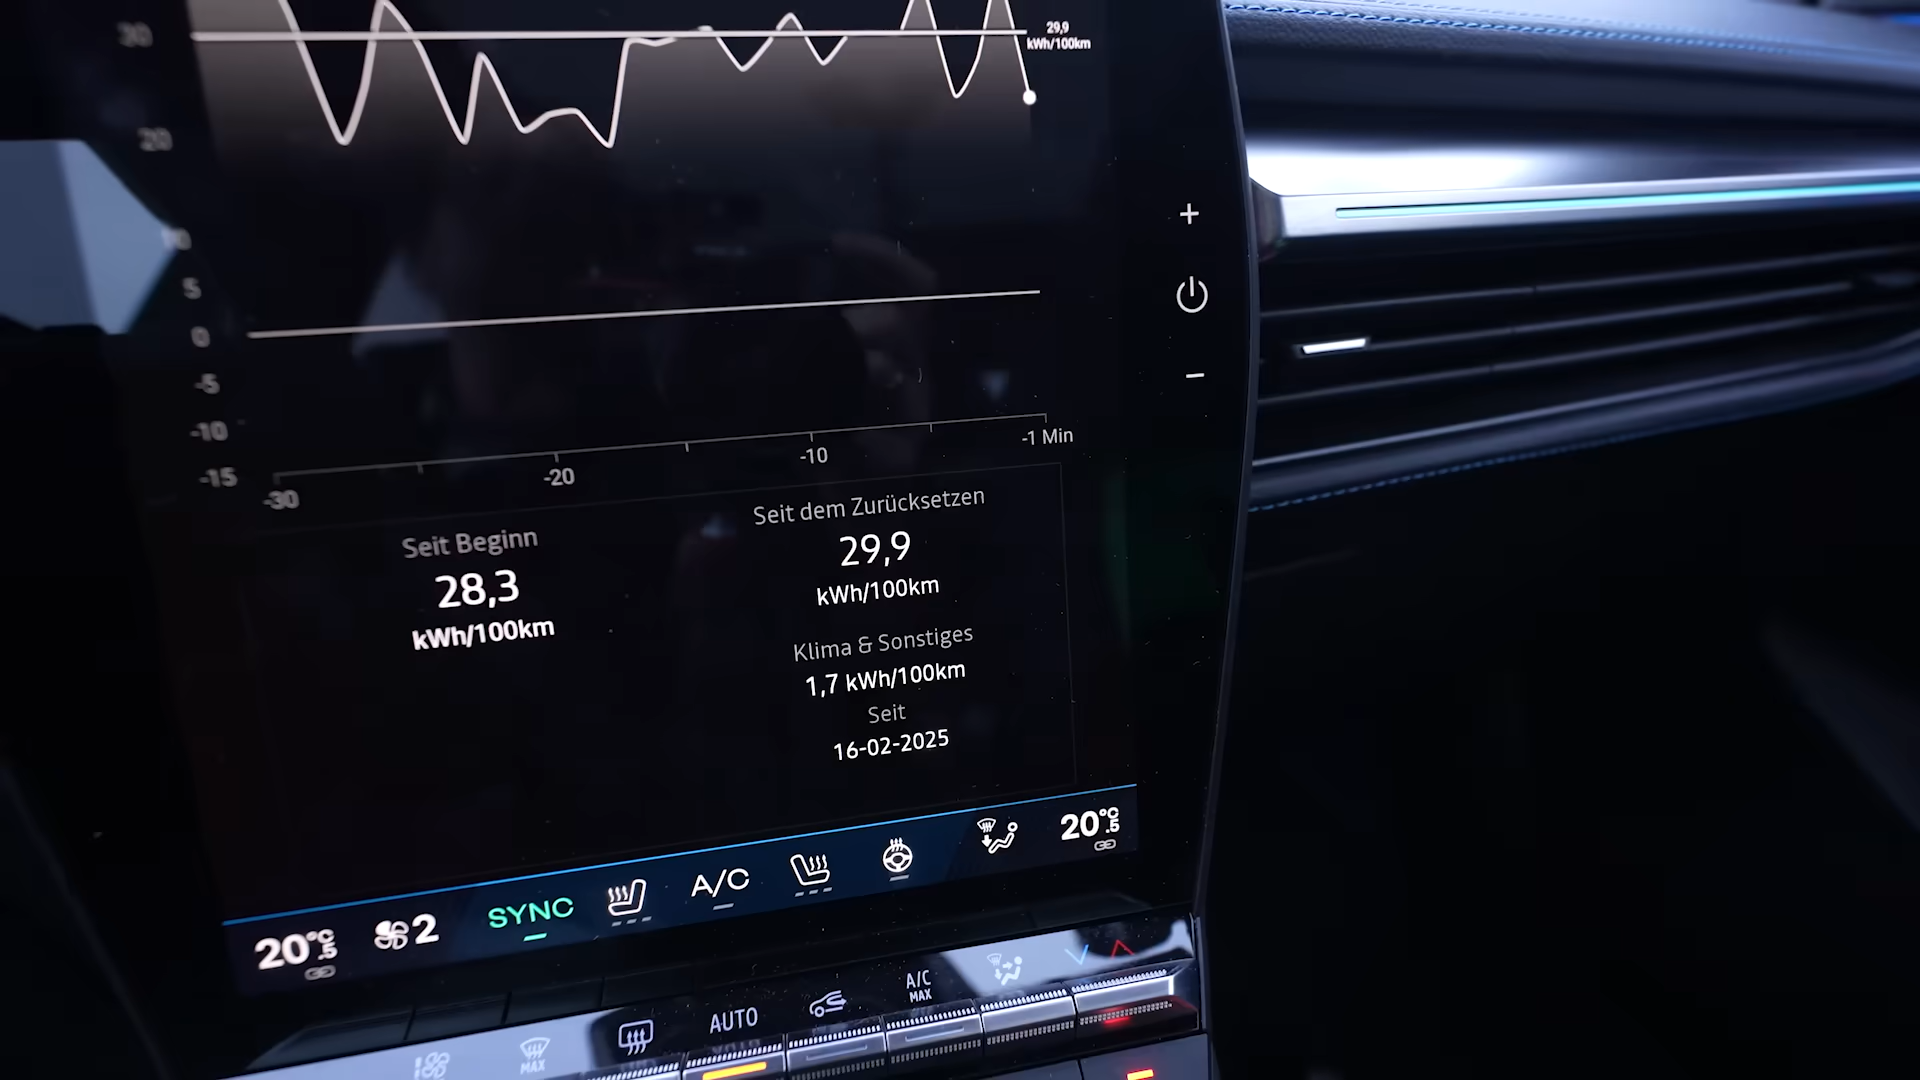 30
29,9
kWh/100km
20
10
5
0
-5
-10
-15
-30
-20
-10
-1 Min
Seit Beginn
28,3
kWh/100km
Seit dem Zurücksetzen
29,9
kWh/100km
Klima & Sonstiges
1,7 kWh/100km
Seit
16-02-2025
20°C .5
2
SYNC
A/C
20°C .5
MAX
AUTO
A/C
MAX